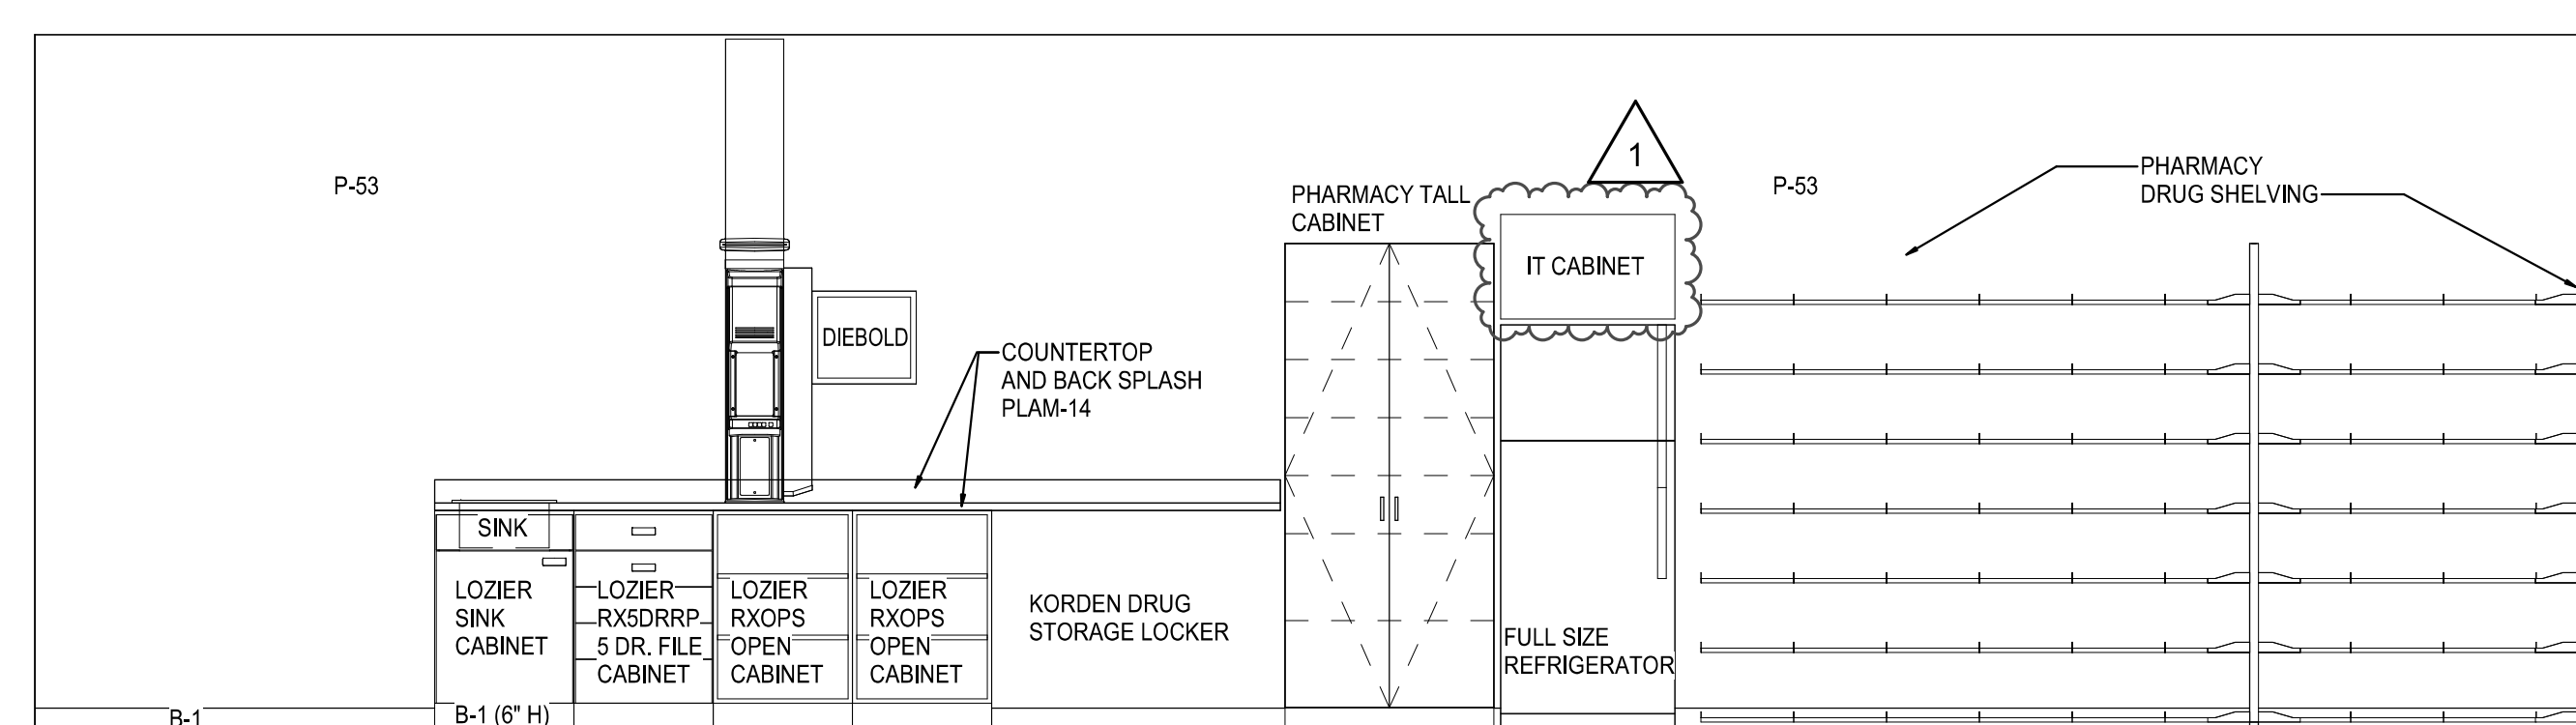 1
P-53
PHARMACY TALL
CABINET
P-53
PHARMACY
DRUG SHELVING
IT CABINET
DIEBOLD
COUNTERTOP
AND BACK SPLASH
PLAM-14
SINK
LOZIER
SINK
CABINET
LOZIER
RX5DRRP
5 DR. FILE
CABINET
LOZIER
RXOPS
OPEN
CABINET
LOZIER
RXOPS
OPEN
CABINET
KORDEN DRUG
STORAGE LOCKER
FULL SIZE
REFRIGERATOR
B-1
B-1 (6" H)